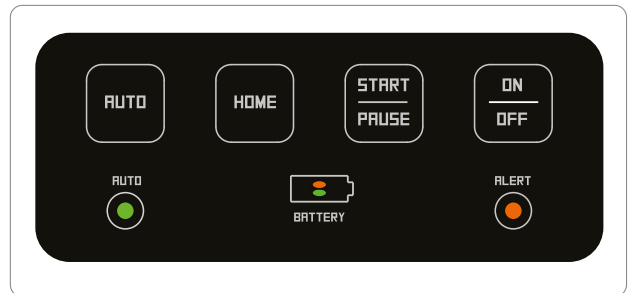 AUTO
HOME
START
PAUSE
ON
OFF
AUTO
BATTERY
ALERT